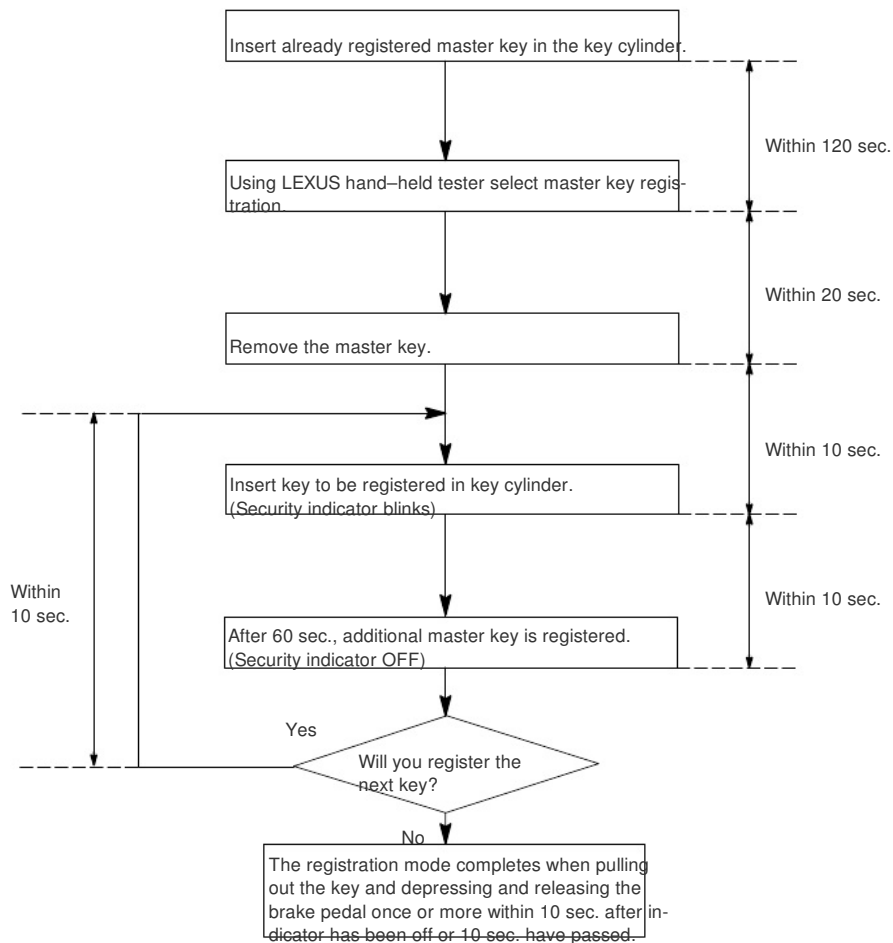 Insert already registered master key in the key cylinder.
Within 120 sec.
Using LEXUS hand–held tester select master key regis-
tration.
Within 20 sec.
Remove the master key.
Within 10 sec.
Insert key to be registered in key cylinder.
(Security indicator blinks)
Within
10 sec.
Within 10 sec.
After 60 sec., additional master key is registered.
(Security indicator OFF)
Yes
Will you register the
next key?
No
The registration mode completes when pulling
out the key and depressing and releasing the
brake pedal once or more within 10 sec. after in-
dicator has been off or 10 sec. have passed.